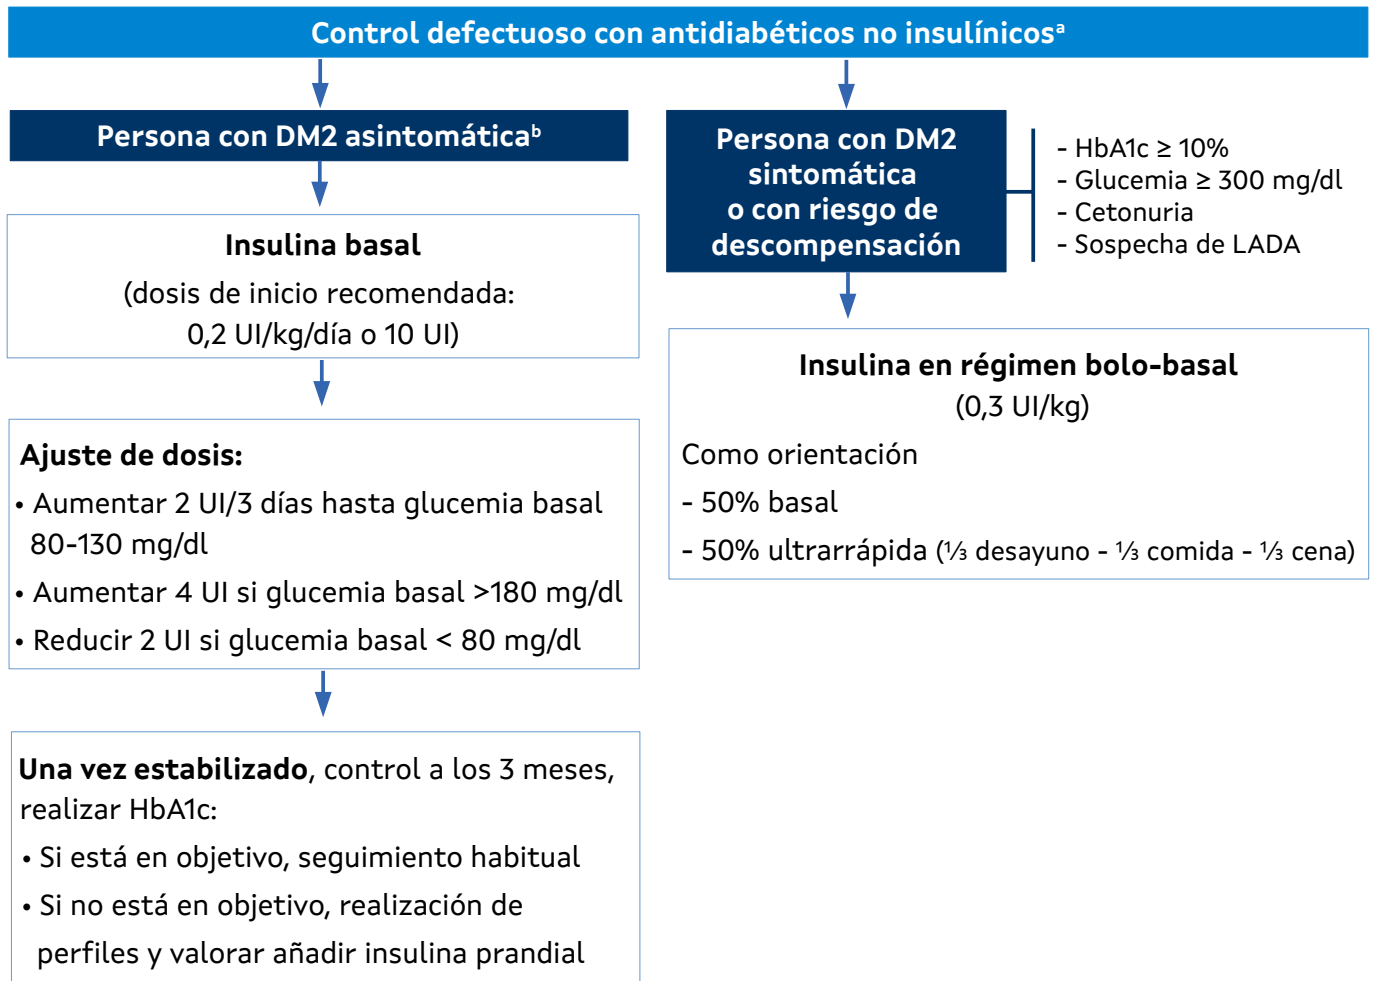 Control defectuoso con antidiabéticos no insulínicosᵃ
Persona con DM2 asintomáticaᵇ
Insulina basal
(dosis de inicio recomendada:
0,2 UI/kg/día o 10 UI)
Ajuste de dosis:
• Aumentar 2 UI/3 días hasta glucemia basal
80-130 mg/dl
• Aumentar 4 UI si glucemia basal >180 mg/dl
• Reducir 2 UI si glucemia basal < 80 mg/dl
Una vez estabilizado, control a los 3 meses,
realizar HbA1c:
• Si está en objetivo, seguimiento habitual
• Si no está en objetivo, realización de
perfiles y valorar añadir insulina prandial
Persona con DM2
sintomática
o con riesgo de
descompensación
- HbA1c ≥ 10%
- Glucemia ≥ 300 mg/dl
- Cetonuria
- Sospecha de LADA
Insulina en régimen bolo-basal
(0,3 UI/kg)
Como orientación
- 50% basal
- 50% ultrarrápida (⅓ desayuno - ⅓ comida - ⅓ cena)